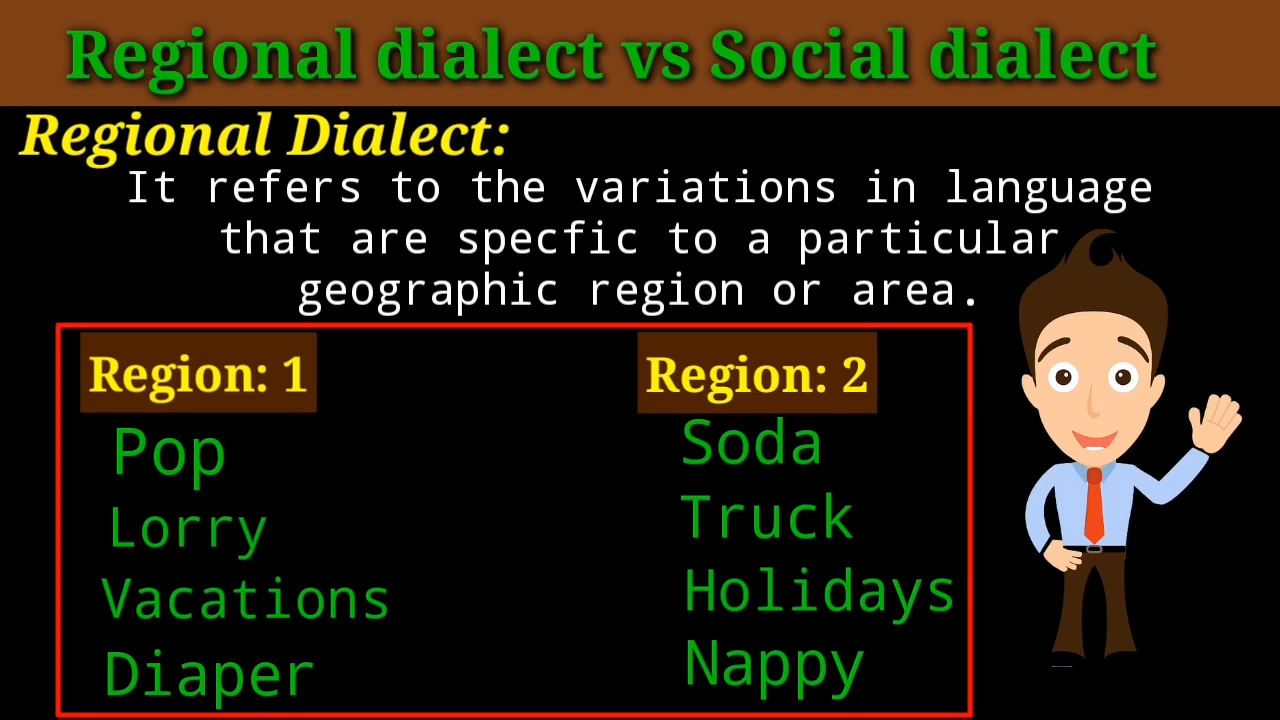 Regional dialect vs Social dialect
Regional Dialect:
It refers to the variations in language
that are specfic to a particular
geographic region or area.
Region: 1
Region: 2
Pop
Soda
Lorry
Truck
Vacations
Holidays
Diaper
Nappy